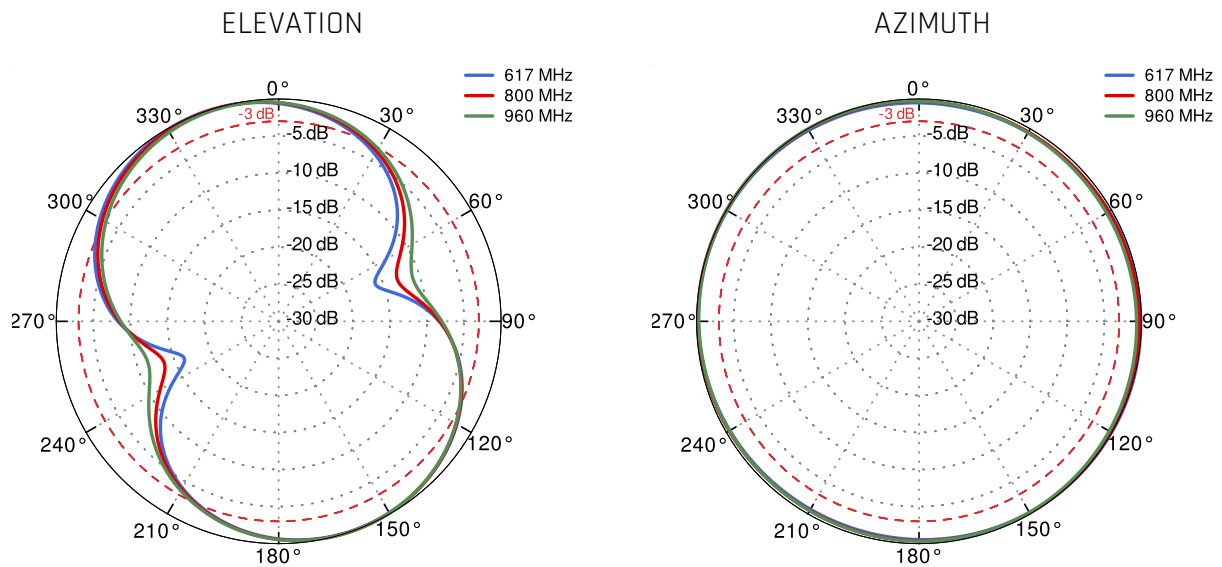 ELEVATION
617 MHz
800 MHz
960 MHz
0°
330°
-3 dB
30°
-5 dB
-10 dB
300°
60°
-15 dB
-20 dB
-25 dB
270°
-30 dB
90°
240°
120°
210°
150°
180°
AZIMUTH
617 MHz
800 MHz
960 MHz
0°
330°
-3 dB
30°
-5 dB
-10 dB
300°
60°
-15 dB
-20 dB
-25 dB
270°
-30 dB
90°
240°
120°
210°
150°
180°